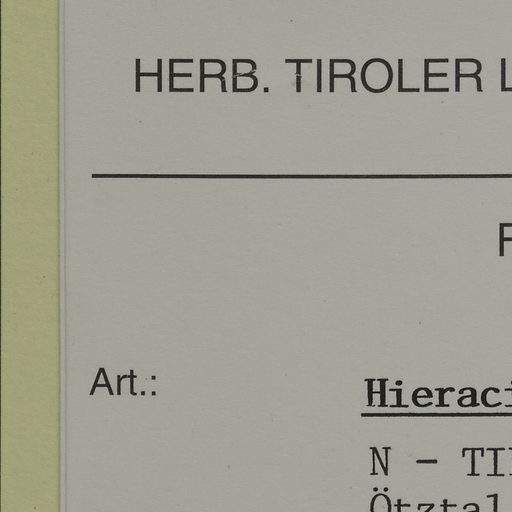 HERB. TIROLER L
Art.:
Hieraci
N - TI
Ötztal